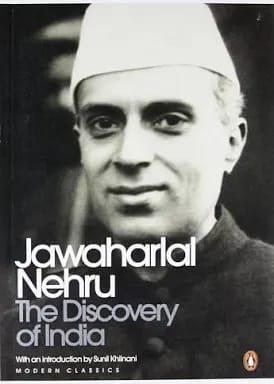 Jawaharlal
Nehru
The Discovery
of India
With an introduction by Sunil Khilnani
MODERN CLASSICS